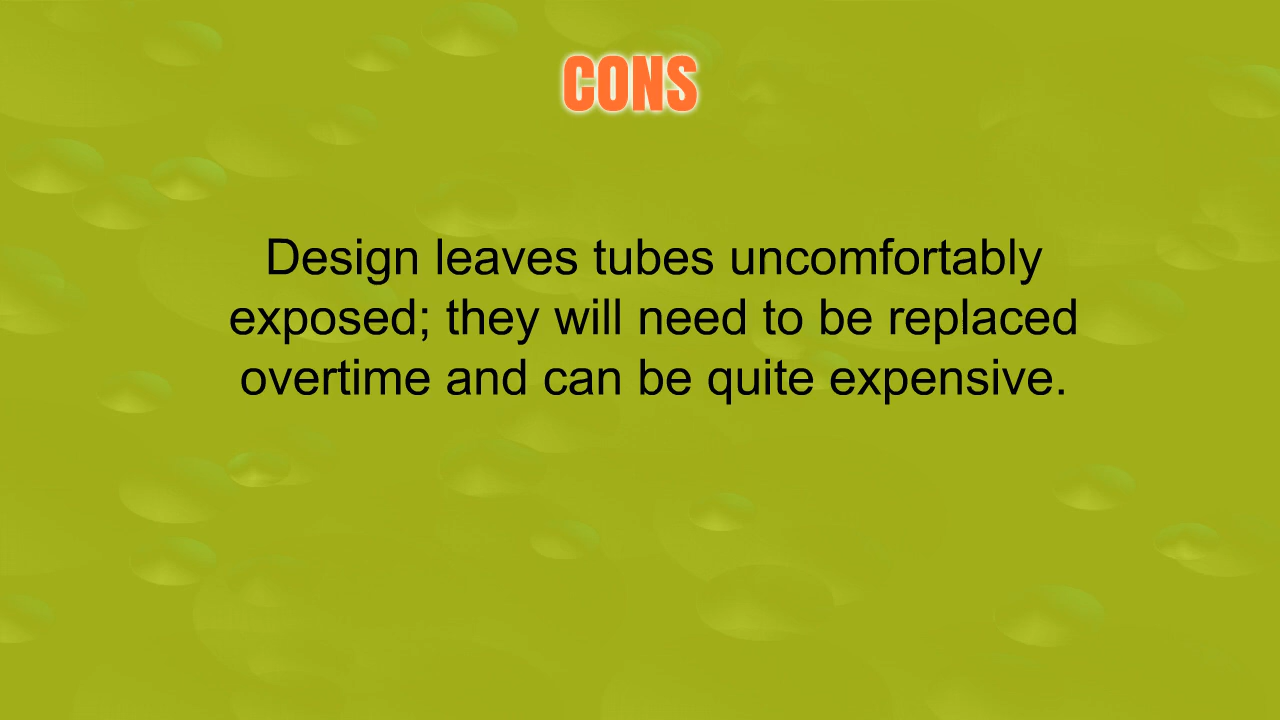 CONS
Design leaves tubes uncomfortably
exposed; they will need to be replaced
overtime and can be quite expensive.